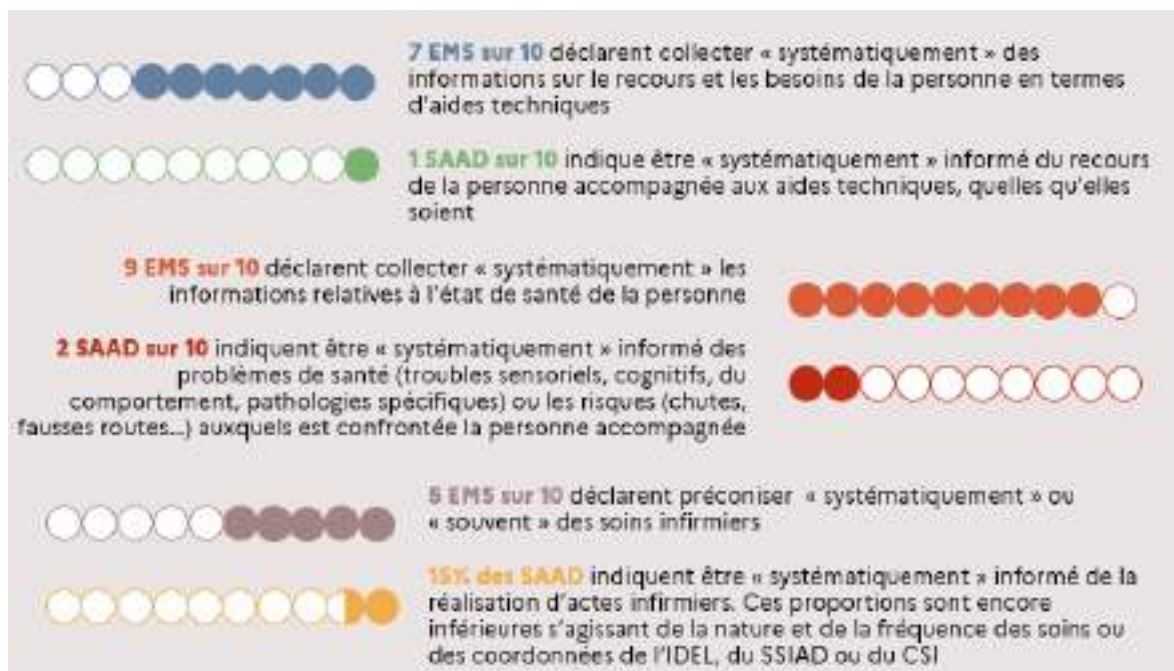 7 EMS sur 10 déclarent collecter « systématiquement » des
informations sur le recours et les besoins de la personne en termes
d'aides techniques
1 SAAD sur 10 indique être « systématiquement » informé du recours
de la personne accompagnée aux aides techniques, quelles qu'elles
soient
9 EMS sur 10 déclarent collecter « systématiquement » les
informations relatives à l'état de santé de la personne
2 SAAD sur 10 indiquent être « systématiquement » informé des
problèmes de santé (troubles sensoriels, cognitifs, du
comportement, pathologies spécifiques) ou les risques (chutes,
fausses routes...) auxquels est confrontée la personne accompagnée
5 EMS sur 10 déclarent préconiser « systématiquement » ou
« souvent » des soins infirmiers
15% des SAAD indiquent être « systématiquement » informé de la
réalisation d'actes infirmiers. Ces proportions sont encore
inférieures s'agissant de la nature et de la fréquence des soins ou
des coordonnées de l'IDEL, du SSIAD ou du CSI